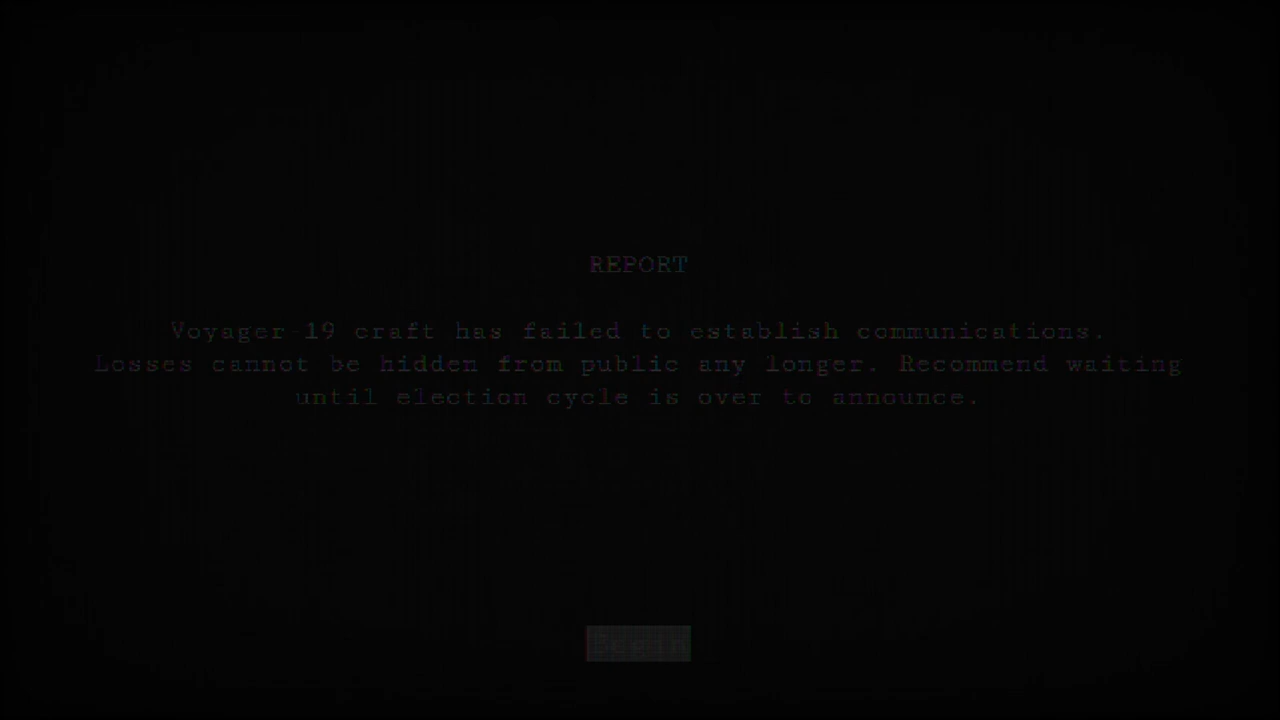 REPORT
Voyager-19 craft has failed to establish communications.
Losses cannot be hidden from public any longer. Recommend waiting
until election cycle is over to announce.